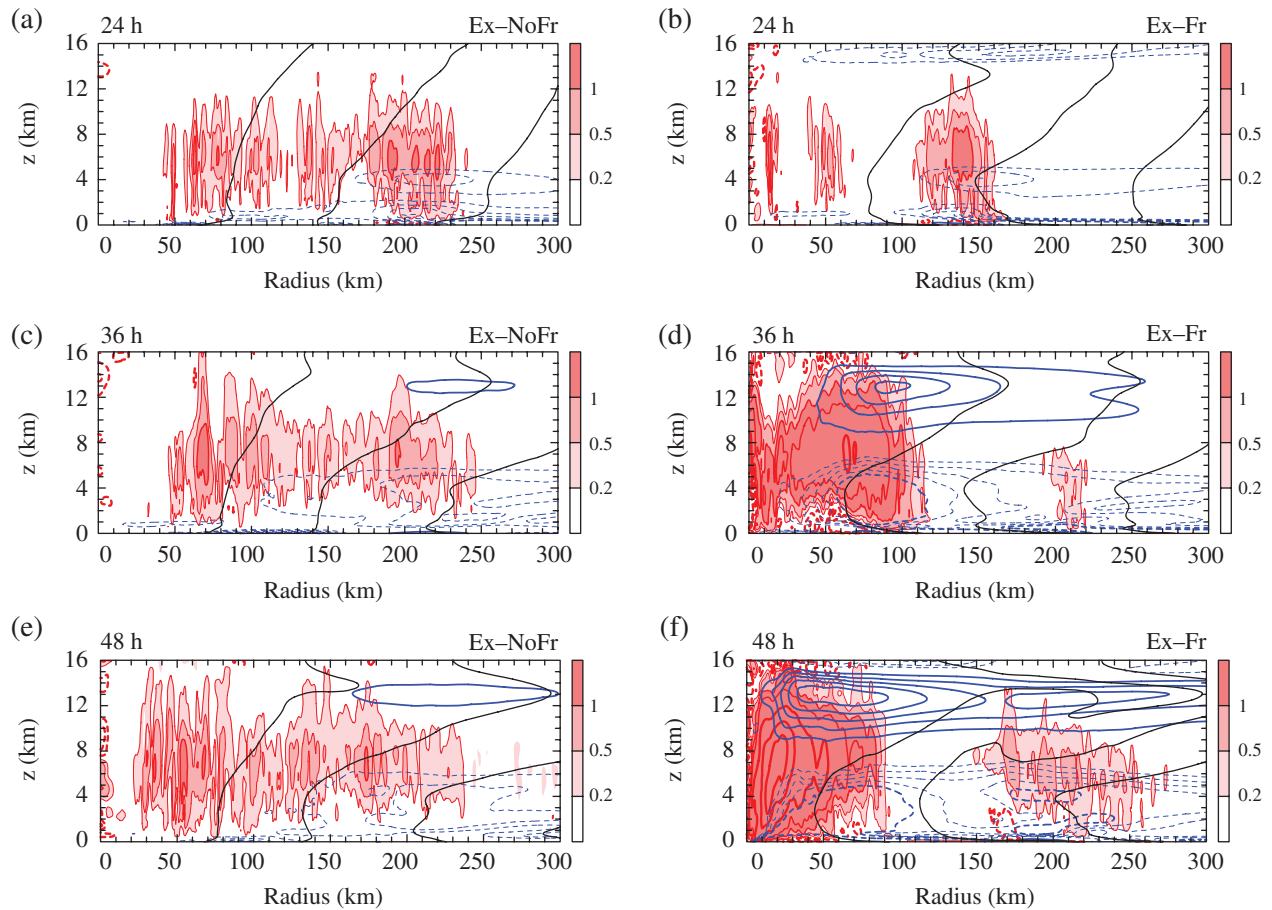 (a) 24 h Ex–NoFr
16
12
8
4
0
z (km)
50 100 150 200 250 300
Radius (km)
1
0.5
0.2
(b) 24 h Ex–Fr
16
12
8
4
0
z (km)
0 50 100 150 200 250 300
Radius (km)
1
0.5
0.2
(c) 36 h Ex–NoFr
16
12
8
4
0
z (km)
50 100 150 200 250 300
Radius (km)
1
0.5
0.2
(d) 36 h Ex–Fr
16
12
8
4
0
z (km)
0 50 100 150 200 250 300
Radius (km)
1
0.5
0.2
(e) 48 h Ex–NoFr
16
12
8
4
0
z (km)
50 100 150 200 250 300
Radius (km)
1
0.5
0.2
(f) 48 h Ex–Fr
16
12
8
4
0
z (km)
0 50 100 150 200 250 300
Radius (km)
1
0.5
0.2